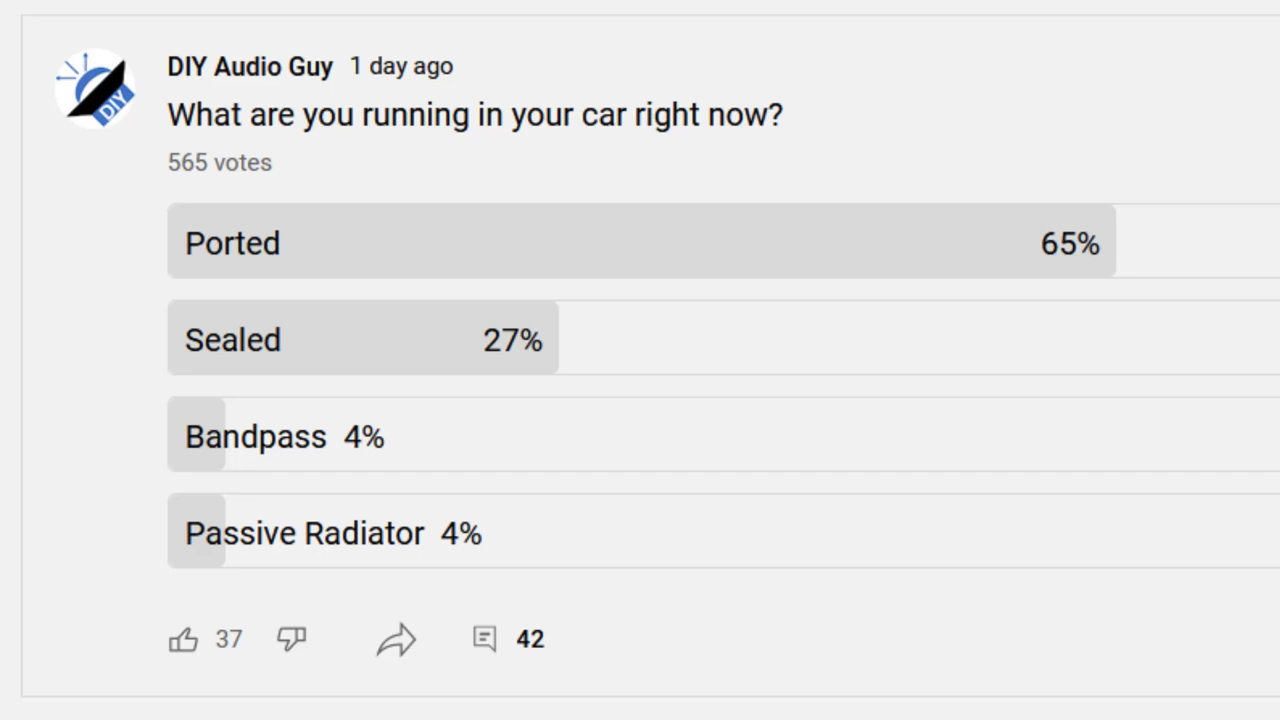 DIY
DIY Audio Guy 1 day ago
What are you running in your car right now?
565 votes
Ported 65%
Sealed 27%
Bandpass 4%
Passive Radiator 4%
37 42